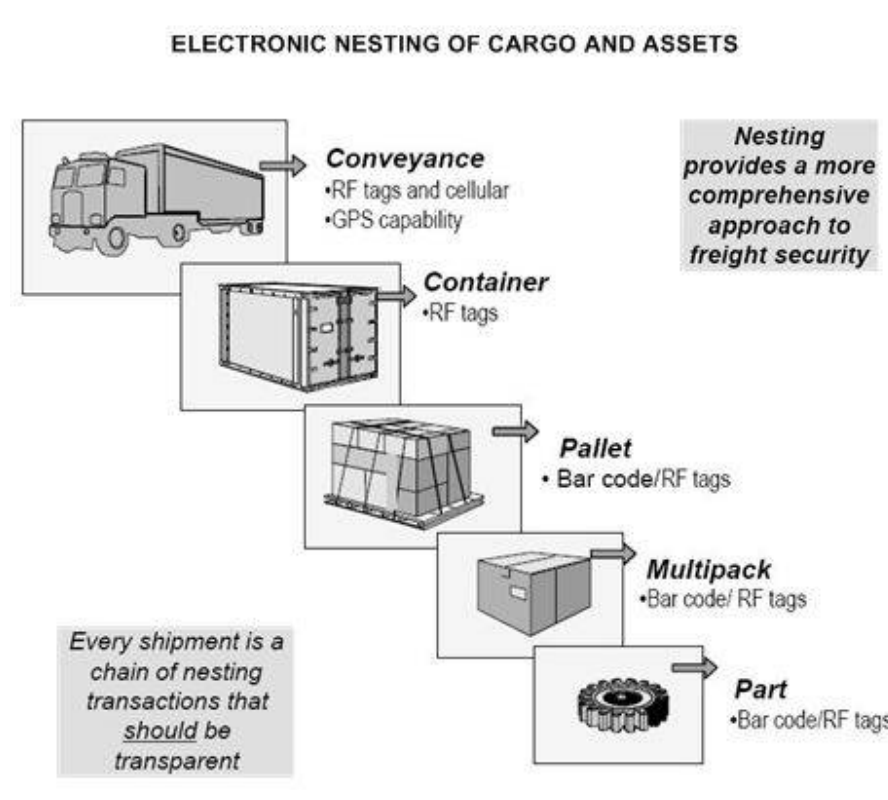 ELECTRONIC NESTING OF CARGO AND ASSETS
Conveyance
•RF tags and cellular
•GPS capability
Nesting
provides a more
comprehensive
approach to
freight security
Container
•RF tags
Pallet
• Bar code/RF tags
Multipack
•Bar code/ RF tags
Every shipment is a
chain of nesting
transactions that
should be
transparent
Part
•Bar code/RF tags